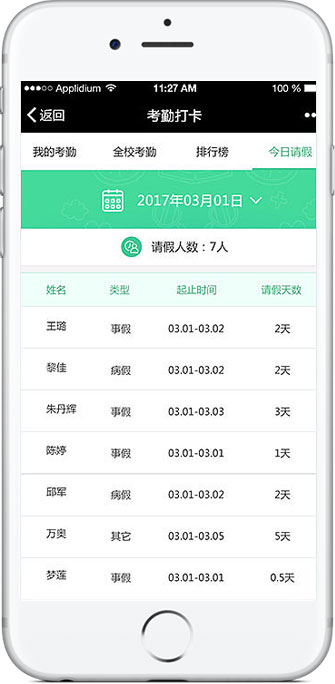 Applidium 11:27 AM 100 %
返回 考勤打卡
我的考勤 全校考勤 排行榜 今日请假
2017年03月01日
请假人数：7人
姓名 类型 起止时间 请假天数
王璐 事假 03.01-03.02 2天
黎佳 病假 03.01-03.02 2天
朱丹辉 事假 03.01-03.03 3天
陈婷 事假 03.01-03.01 1天
邱军 病假 03.01-03.02 2天
万奥 其它 03.01-03.05 5天
梦莲 事假 03.01-03.01 0.5天